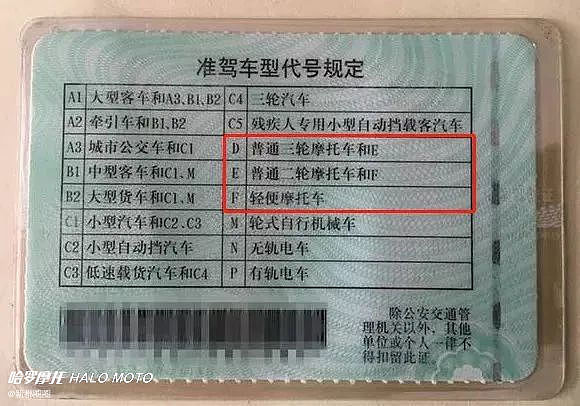 准驾车型代号规定
A1 大型客车和A3、B1、B2 C4 三轮汽车
A2 牵引车和B1、B2 C5 残疾人专用小型自动挡载客汽车
A3 城市公交车和C1 D 普通三轮摩托车和E
B1 中型客车和C1、M E 普通二轮摩托车和F
B2 大型货车和C1、M F 轻便摩托车
C1 小型汽车和C2、C3 M 轮式自行机械车
C2 小型自动挡汽车 N 无轨电车
C3 低速载货汽车和C4 P 有轨电车
除公安交通管
理机关以外，其他
单位或个人一律不
得扣留此证。
哈罗摩托 HALO MOTO